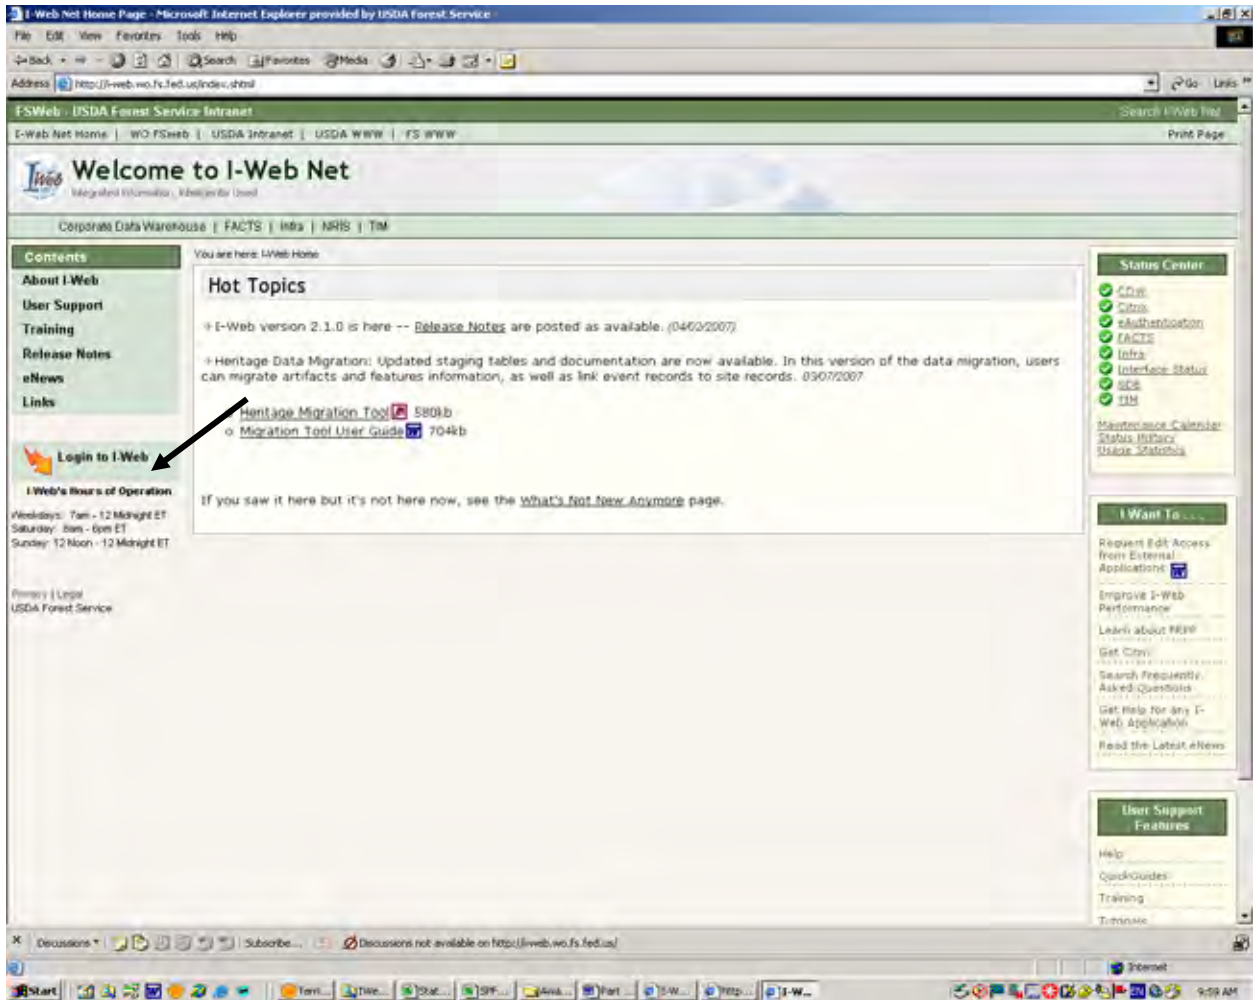 I-Web Net Home Page - Microsoft Internet Explorer provided by USDA Forest Service
File Edit View Favorites Tools Help
Back Search Favorites Media
Address http://i-web.wo.fs.fed.us/index.shtml Go Links
FSWeb - USDA Forest Service Intranet Search I-Web Net
I-Web Net Home | WO FSWeb | USDA Intranet | USDA WWW | FS WWW Print Page
IWeb Welcome to I-Web Net
Corporate Data Warehouse | FACTS | Infra | NRIS | TIM
Contents
About I-Web
User Support
Training
Release Notes
eNews
Links
Login to I-Web
I-Web's Hours of Operation
Weekdays: 7am - 12 Midnight ET
Saturday: 8am - 6pm ET
Sunday: 12 Noon - 12 Midnight ET
Privacy | Legal
USDA Forest Service
You are here: I-Web Home
Hot Topics
I-Web version 2.1.0 is here -- Release Notes are posted as available. (04/02/2007)
Heritage Data Migration: Updated staging tables and documentation are now available. In this version of the data migration, users
can migrate artifacts and features information, as well as link event records to site records. 03/07/2007
o Heritage Migration Tool 580kb
o Migration Tool User Guide 704kb
If you saw it here but it's not here now, see the What's Not New Anymore page.
Status Center
CDW
Citrix
eAuthentication
FACTS
Infra
Interface Status
SDE
TIM
Maintenance Calendar
Status History
Usage Statistics
I Want To . . .
Request Edit Access
from External
Applications
Improve I-Web
Performance
Learn about
Get Citrix
Search Frequently
Asked Questions
Get Help for any I-
Web Application
Read the Latest eNews
User Support
Features
Help
QuickGuides
Training
Tutorials
Discussions Subscribe... Discussions not available on http://i-web.wo.fs.fed.us/
Internet
Start 9:59 AM